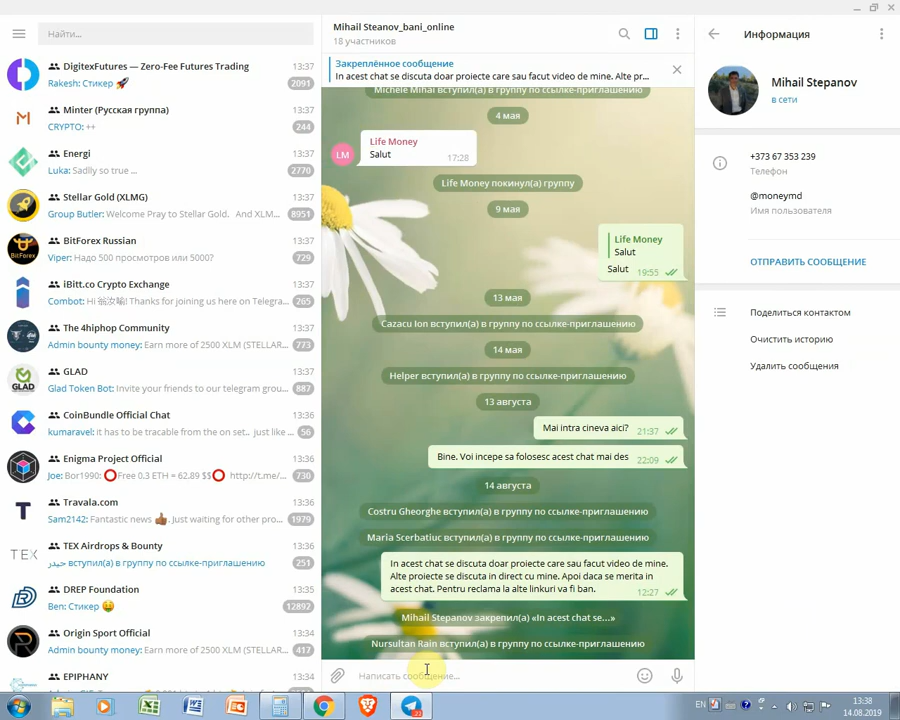 Найти...
DigitexFutures — Zero-Fee Futures Trading 13:37
Rakesh: Стикер 🚀 2091
Minter (Русская группа) 13:37
CRYPTO: ++ 244
Energi 13:37
Luka: Sadlly so true ... 2770
Stellar Gold (XLMG) 13:37
Group Butler: Welcome Pray to Stellar Gold. And XLM... 8951
BitForex Russian 13:37
Viper: Надо 500 просмотров или 5000? 729
iBitt.co Crypto Exchange 13:37
Combot: Hi 翁汝喻! Thanks for joining us here on Telegra... 265
The 4hiphop Community 13:37
Admin bounty money: Earn more of 2500 XLM (STELLAR... 773
GLAD 13:37
Glad Token Bot: Invite your friends to our telegram grou... 887
CoinBundle Official Chat 13:36
kumaravel: it has to be tracable from the on set.. just like ... 56
Enigma Project Official 13:36
Joe: Bor1990: ⭕Free 0.3 ETH = 62.89 $$⭕ http://t.me/... 730
Travala.com 13:36
Sam2142: Fantastic news 👍🏾. Just waiting for other pro... 1979
TEX
TEX Airdrops & Bounty 13:36
حيدر вступил(а) в группу по ссылке-приглашению 251
DREP Foundation 13:35
Ben: Стикер 🤑 12892
Origin Sport Official 13:34
Admin bounty money: Earn more of 2500 XLM (STELLAR... 417
EPIPHANY 13:34
Mihail Steanov_bani_online
18 участников
Закреплённое сообщение
In acest chat se discuta doar proiecte care sau facut video de mine. Alte pr...
Michele Mihai вступил(а) в группу по ссылке-приглашению
4 мая
LM
Life Money
Salut 17:28
Life Money покинул(а) группу
9 мая
Life Money
Salut
Salut 19:55
13 мая
Cazacu Ion вступил(а) в группу по ссылке-приглашению
14 мая
Helper вступил(а) в группу по ссылке-приглашению
13 августа
Mai intra cineva aici? 21:37
Bine. Voi incepe sa folosesc acest chat mai des 22:09
14 августа
Costru Gheorghe вступил(а) в группу по ссылке-приглашению
Maria Scerbatiuc вступил(а) в группу по ссылке-приглашению
In acest chat se discuta doar proiecte care sau facut video de mine.
Alte proiecte se discuta in direct cu mine. Apoi daca se merita in
acest chat. Pentru reclama la alte linkuri va fi ban. 12:27
Mihail Stepanov закрепил(а) «In acest chat se...»
Nursultan Rain вступил(а) в группу по ссылке-приглашению
Написать сообщение...
Информация
Mihail Stepanov
в сети
+373 67 353 239
Телефон
@moneymd
Имя пользователя
ОТПРАВИТЬ СООБЩЕНИЕ
Поделиться контактом
Очистить историю
Удалить сообщения
EN
13:38
14.08.2019